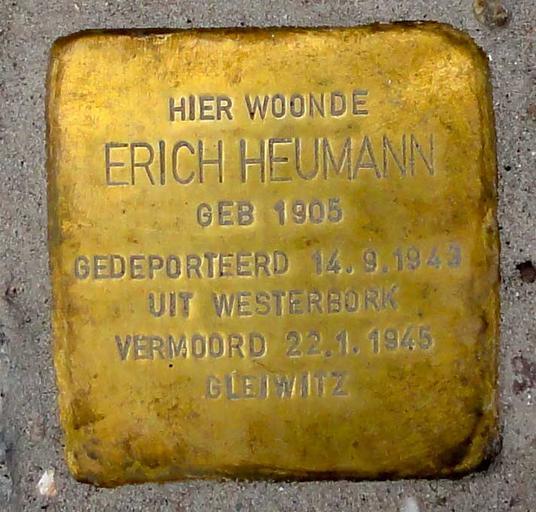 HIER WOONDE
ERICH HEUMANN
GEB 1905
GEDEPORTEERD 14.9.1943
UIT WESTERBORK
VERMOORD 22.1.1945
GLEIWITZ